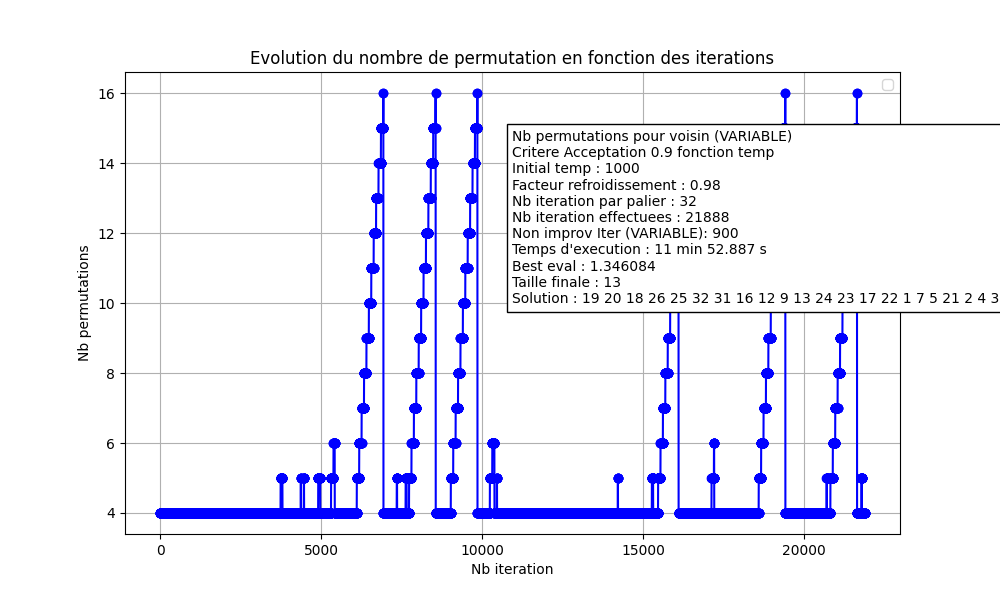 Evolution du nombre de permutation en fonction des iterations
Nb permutations
16
14
12
10
8
6
4
Nb permutations pour voisin (VARIABLE)
Critere Acceptation 0.9 fonction temp
Initial temp : 1000
Facteur refroidissement : 0.98
Nb iteration par palier : 32
Nb iteration effectuees : 21888
Non improv Iter (VARIABLE): 900
Temps d'execution : 11 min 52.887 s
Best eval : 1.346084
Taille finale : 13
Solution : 19 20 18 26 25 32 31 16 12 9 13 24 23 17 22 1 7 5 21 2 4 3
0
5000
10000
15000
20000
Nb iteration